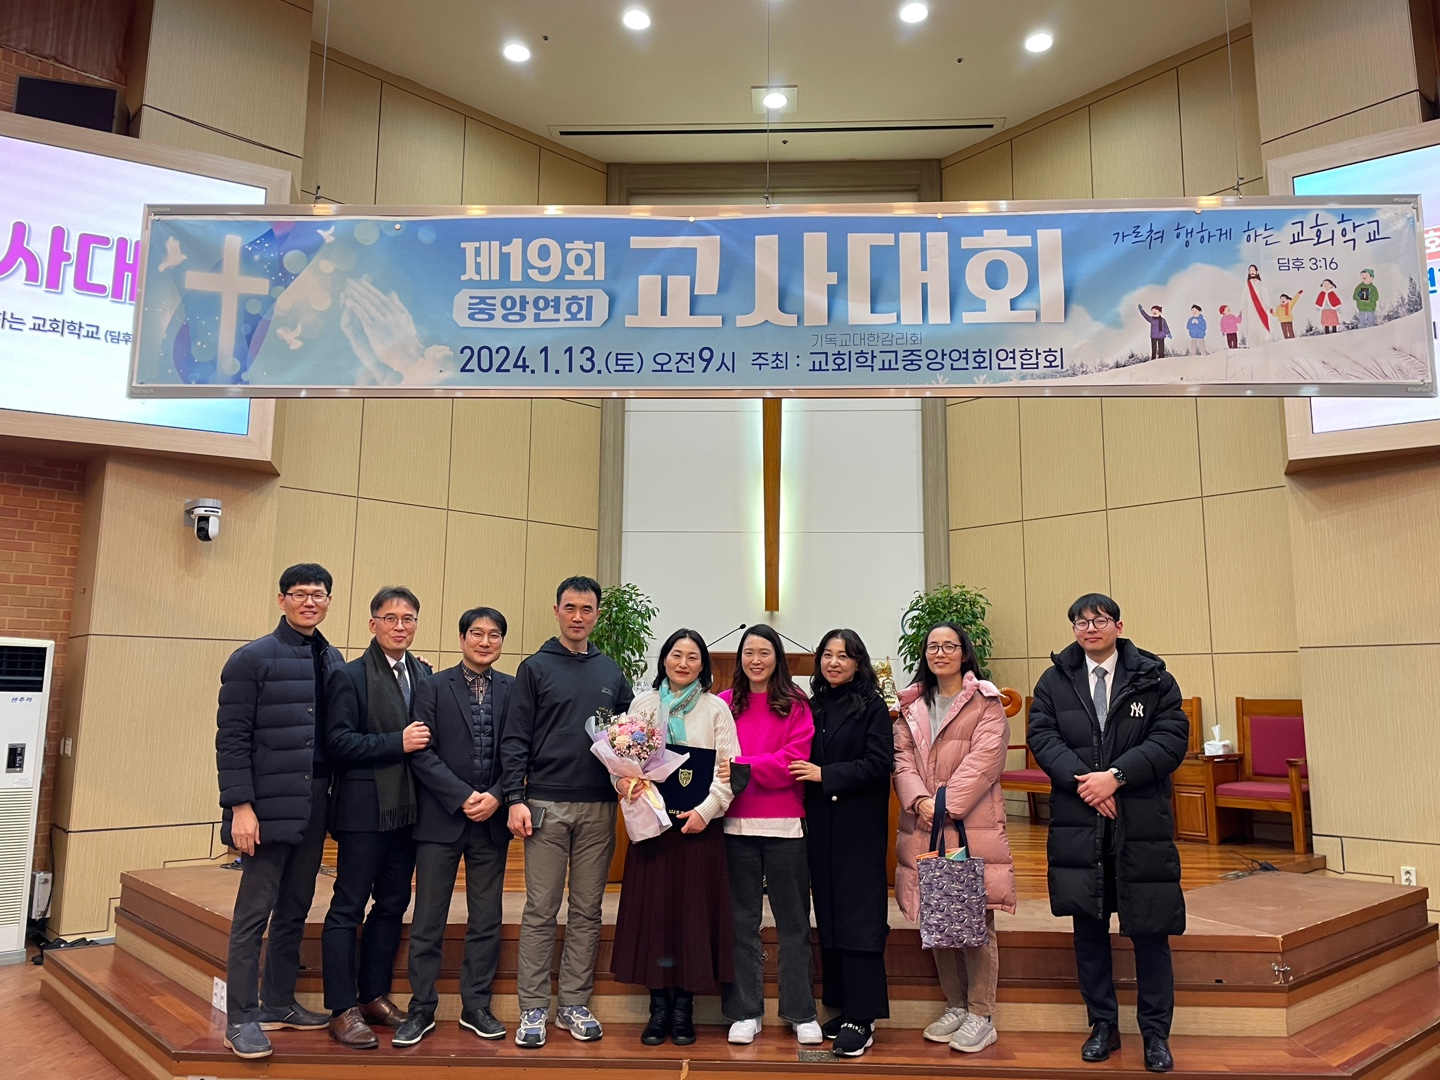 제19회
중앙연회
교사대회
2024.1.13.(토) 오전9시 주최 : 교회학교중앙연회연합회
기독교대한감리회
가르쳐 행하게 하는 교회학교
딤후 3:16
사대
하는 교회학교 (딤후
NY